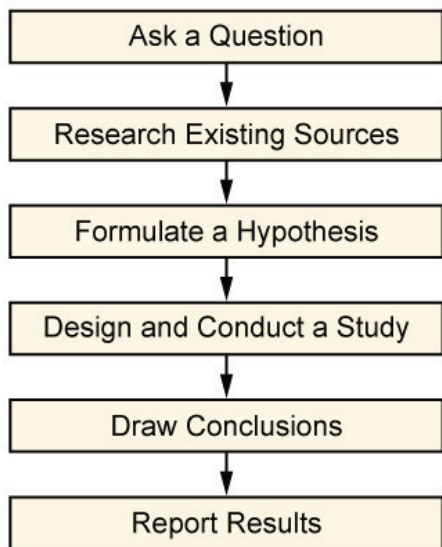 Ask a Question
Research Existing Sources
Formulate a Hypothesis
Design and Conduct a Study
Draw Conclusions
Report Results